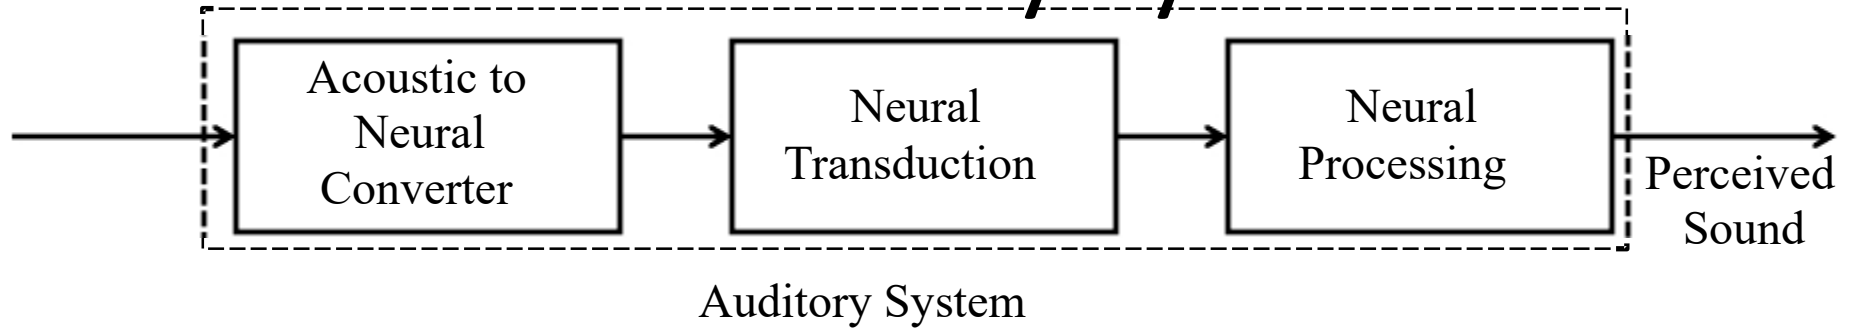 Acoustic to
Neural
Converter
Neural
Transduction
Neural
Processing
Perceived
Sound
Auditory System